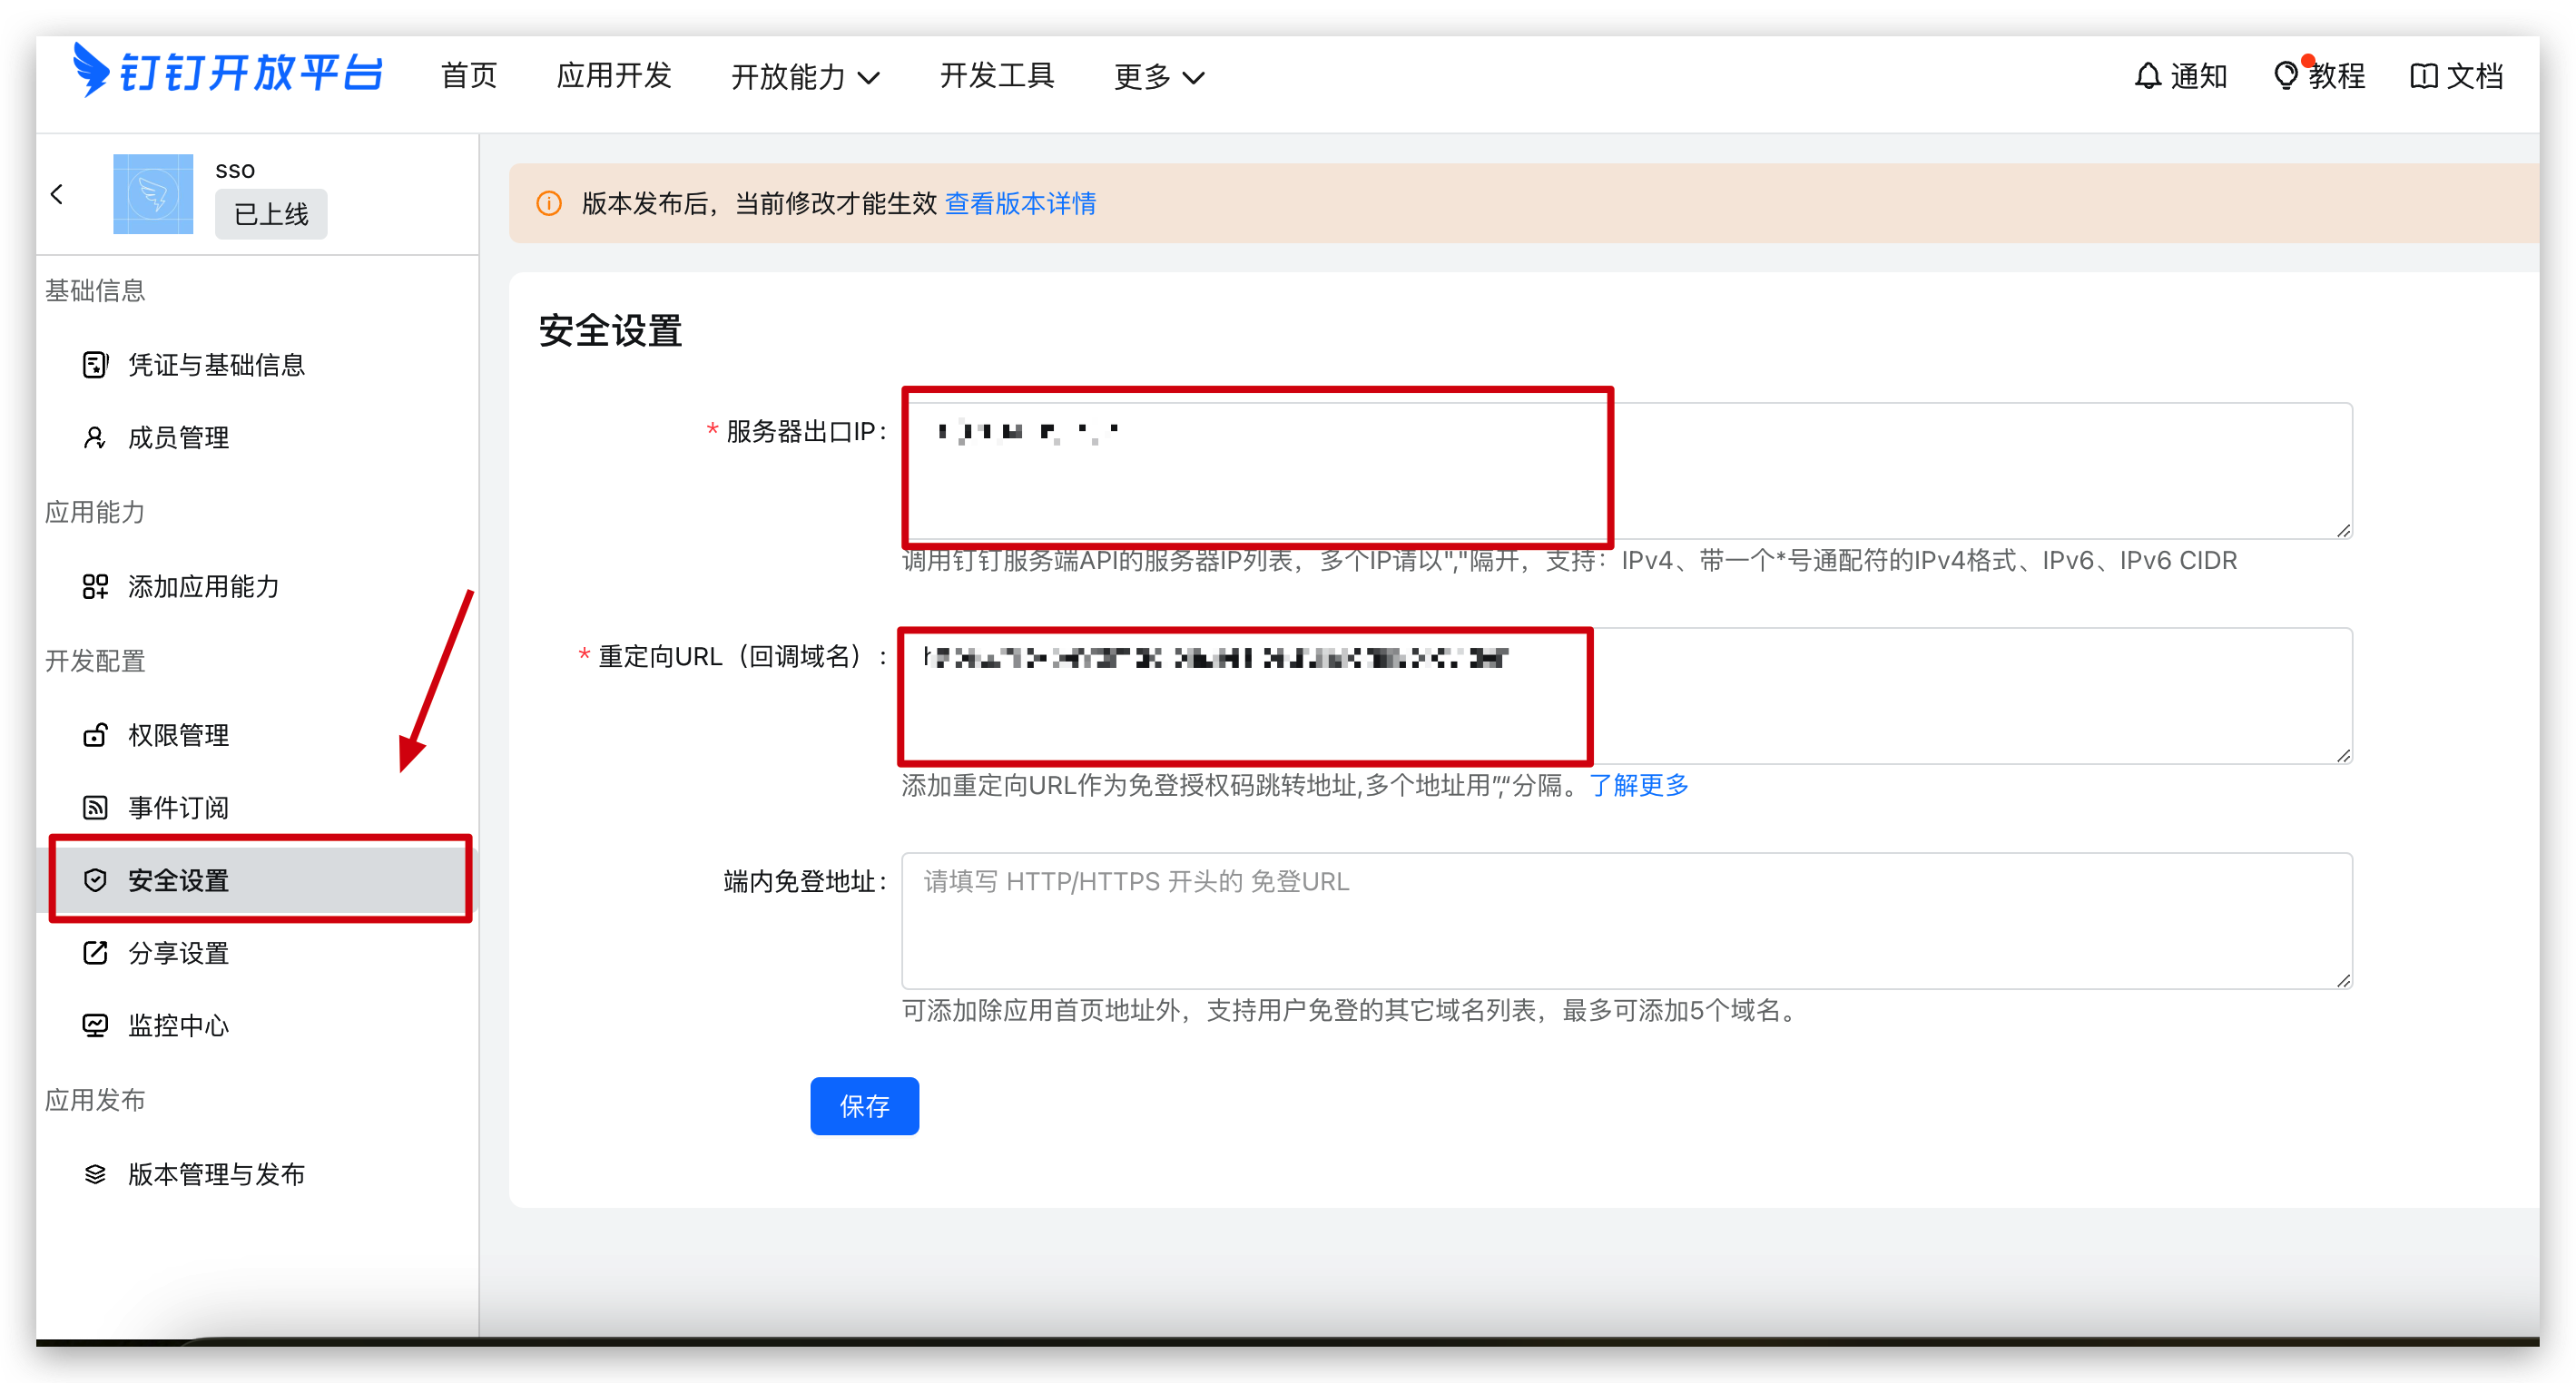 钉钉开放平台 首页 应用开发 开放能力 开发工具 更多 通知 教程 文档
sso
已上线
基础信息
凭证与基础信息
成员管理
应用能力
添加应用能力
开发配置
权限管理
事件订阅
安全设置
分享设置
监控中心
应用发布
版本管理与发布
版本发布后，当前修改才能生效 查看版本详情
安全设置
* 服务器出口IP：
调用钉钉服务端API的服务器IP列表，多个IP请以","隔开，支持：IPv4、带一个*号通配符的IPv4格式、IPv6、IPv6 CIDR
* 重定向URL（回调域名）：
添加重定向URL作为免登授权码跳转地址,多个地址用”,“分隔。了解更多
端内免登地址： 请填写 HTTP/HTTPS 开头的 免登URL
可添加除应用首页地址外，支持用户免登的其它域名列表，最多可添加5个域名。
保存